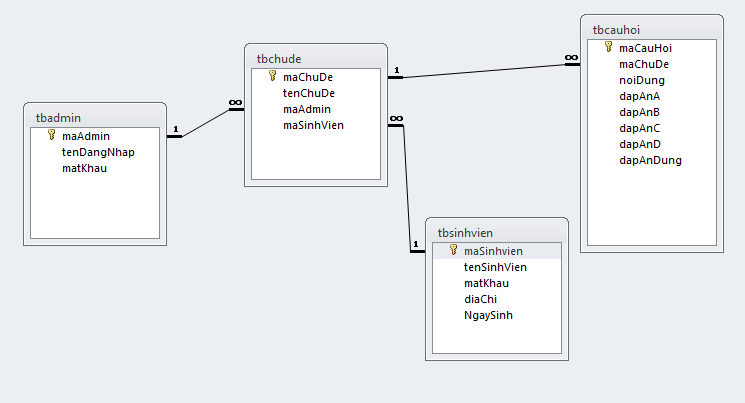 tbadmin
maAdmin
tenDangNhap
matKhau
1
∞
tbchude
maChuDe
tenChuDe
maAdmin
maSinhVien
1
∞
∞
1
tbcauhoi
maCauHoi
maChuDe
noiDung
dapAnA
dapAnB
dapAnC
dapAnD
dapAnDung
tbsinhvien
maSinhvien
tenSinhVien
matKhau
diaChi
NgaySinh